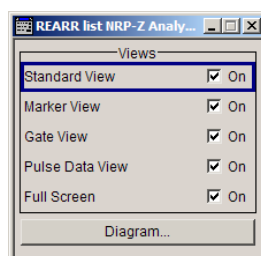 REARR list NRP-Z Analy...
Views
Standard View On
Marker View On
Gate View On
Pulse Data View On
Full Screen On
Diagram...